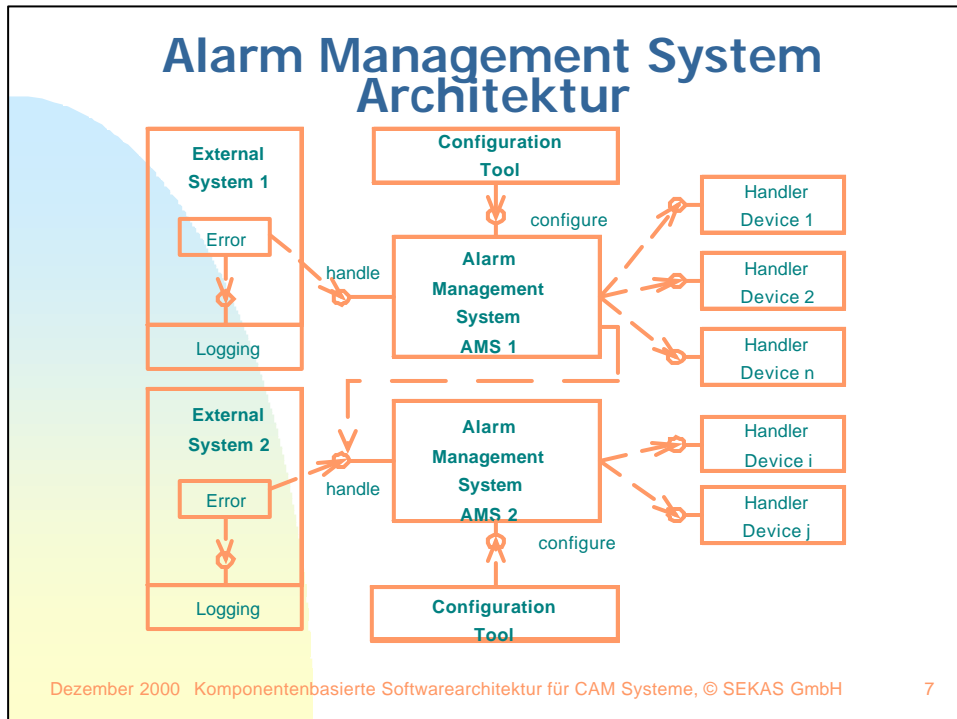 Alarm Management System
Architektur
External
System 1
Error
Logging
Configuration
Tool
configure
handle
Alarm
Management
System
AMS 1
Handler
Device 1
Handler
Device 2
Handler
Device n
External
System 2
Error
Logging
handle
Alarm
Management
System
AMS 2
configure
Configuration
Tool
Handler
Device i
Handler
Device j
Dezember 2000 Komponentenbasierte Softwarearchitektur für CAM Systeme, © SEKAS GmbH 7